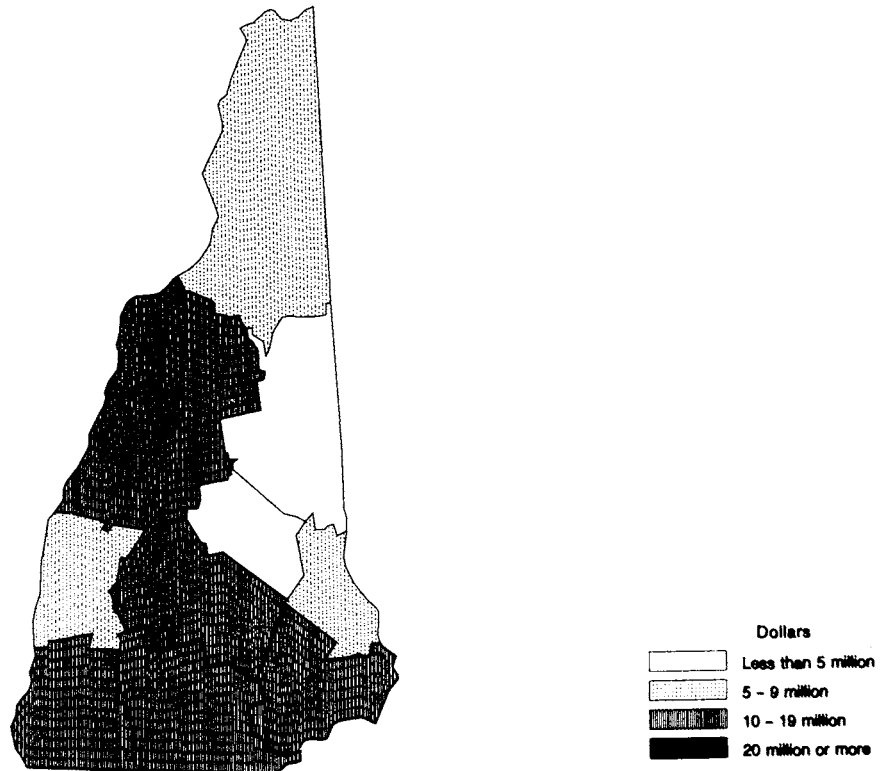 Dollars
Less than 5 million
5 - 9 million
10 - 19 million
20 million or more